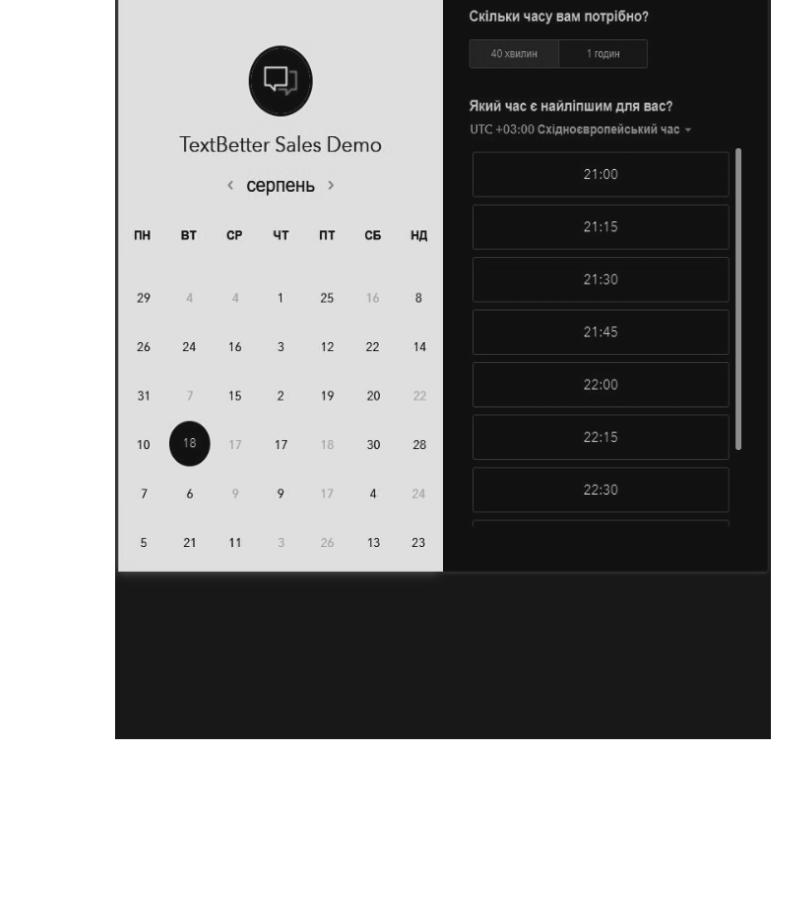 TextBetter Sales Demo
‹ серпень ›
ПН ВТ СР ЧТ ПТ СБ НД
29 4 4 1 25 16 8
26 24 16 3 12 22 14
31 7 15 2 19 20 22
10 18 17 17 18 30 28
7 6 9 9 17 4 24
5 21 11 3 26 13 23
Скільки часу вам потрібно?
40 хвилин 1 годин
Який час є найліпшим для вас?
UTC +03:00 Східноєвропейський час
21:00
21:15
21:30
21:45
22:00
22:15
22:30